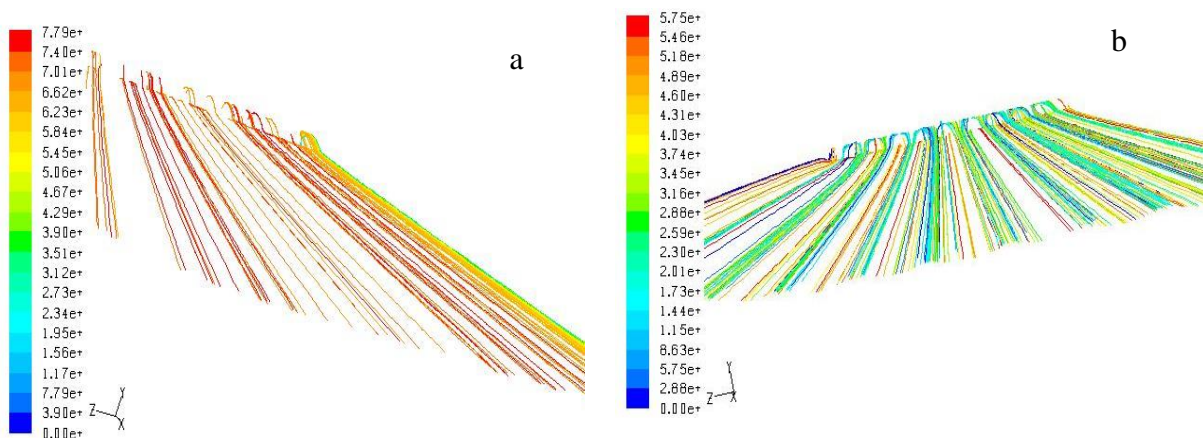 7.79e+
7.40e+
7.01e+
6.62e+
6.23e+
5.84e+
5.45e+
5.06e+
4.67e+
4.29e+
3.90e+
3.51e+
3.12e+
2.73e+
2.34e+
1.95e+
1.56e+
1.17e+
7.79e+
3.90e+
0.00e+
a
Y
Z
X
5.75e+
5.46e+
5.18e+
4.89e+
4.60e+
4.31e+
4.03e+
3.74e+
3.45e+
3.16e+
2.88e+
2.59e+
2.30e+
2.01e+
1.73e+
1.44e+
1.15e+
8.63e+
5.75e+
2.88e+
0.00e+
b
Y
Z
X